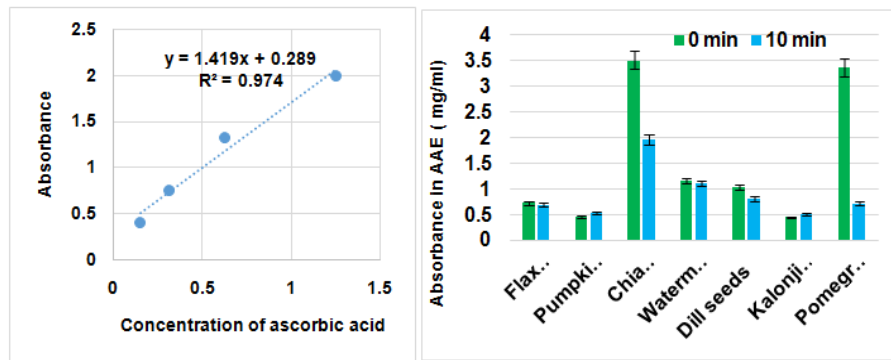 2.5
2
1.5
1
0.5
0
Absorbance
y = 1.419x + 0.289
R² = 0.974
0 0.5 1 1.5
Concentration of ascorbic acid
0 min 10 min
4
3.5
3
2.5
2
1.5
1
0.5
0
Absorbance in AAE ( mg/ml)
Flax..
Pumpki..
Chia..
Waterm..
Dill seeds
Kalonji..
Pomegr..